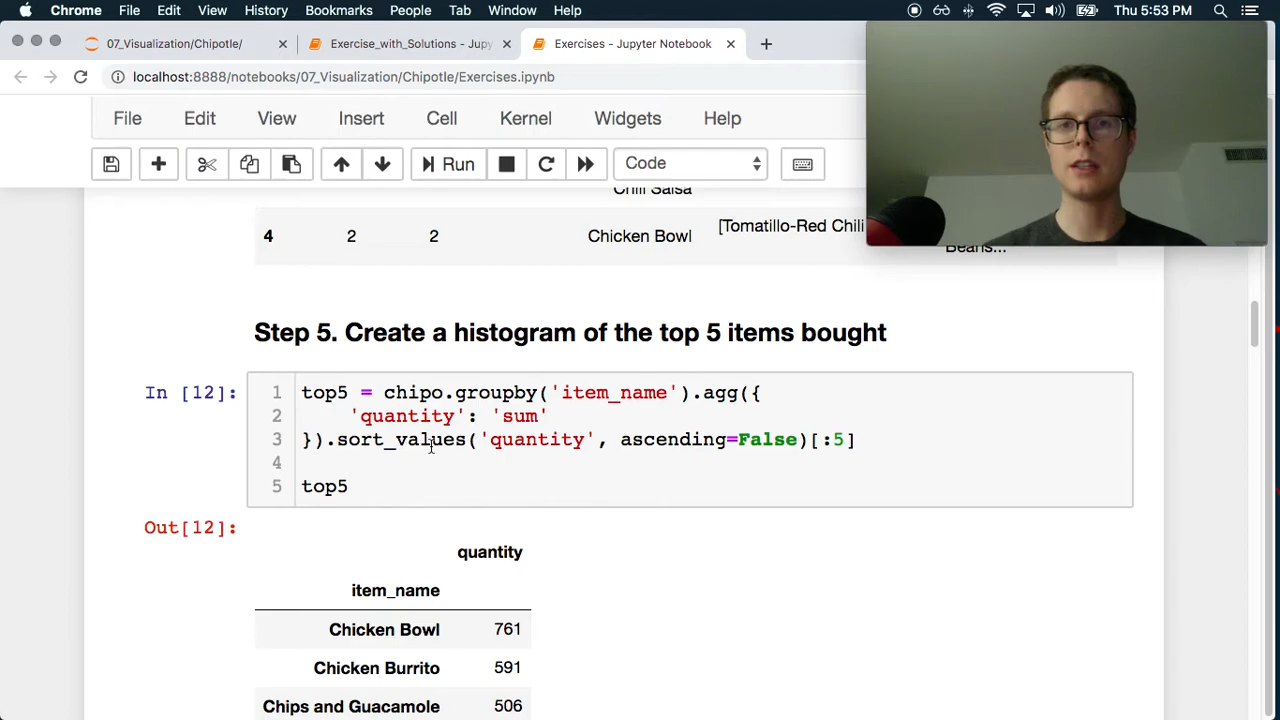 Chrome File Edit View History Bookmarks People Tab Window Help Thu 5:53 PM
07_Visualization/Chipotle/ Exercise_with_Solutions - Jupy Exercises - Jupyter Notebook
localhost:8888/notebooks/07_Visualization/Chipotle/Exercises.ipynb
File Edit View Insert Cell Kernel Widgets Help
Run Code
Chili Salsa
4 2 2 Chicken Bowl [Tomatillo-Red Chili
Beans...
Step 5. Create a histogram of the top 5 items bought
In [12]:
1 top5 = chipo.groupby('item_name').agg({
2 'quantity': 'sum'
3 }).sort_values('quantity', ascending=False)[:5]
4
5 top5
Out[12]:
quantity
item_name
Chicken Bowl 761
Chicken Burrito 591
Chips and Guacamole 506